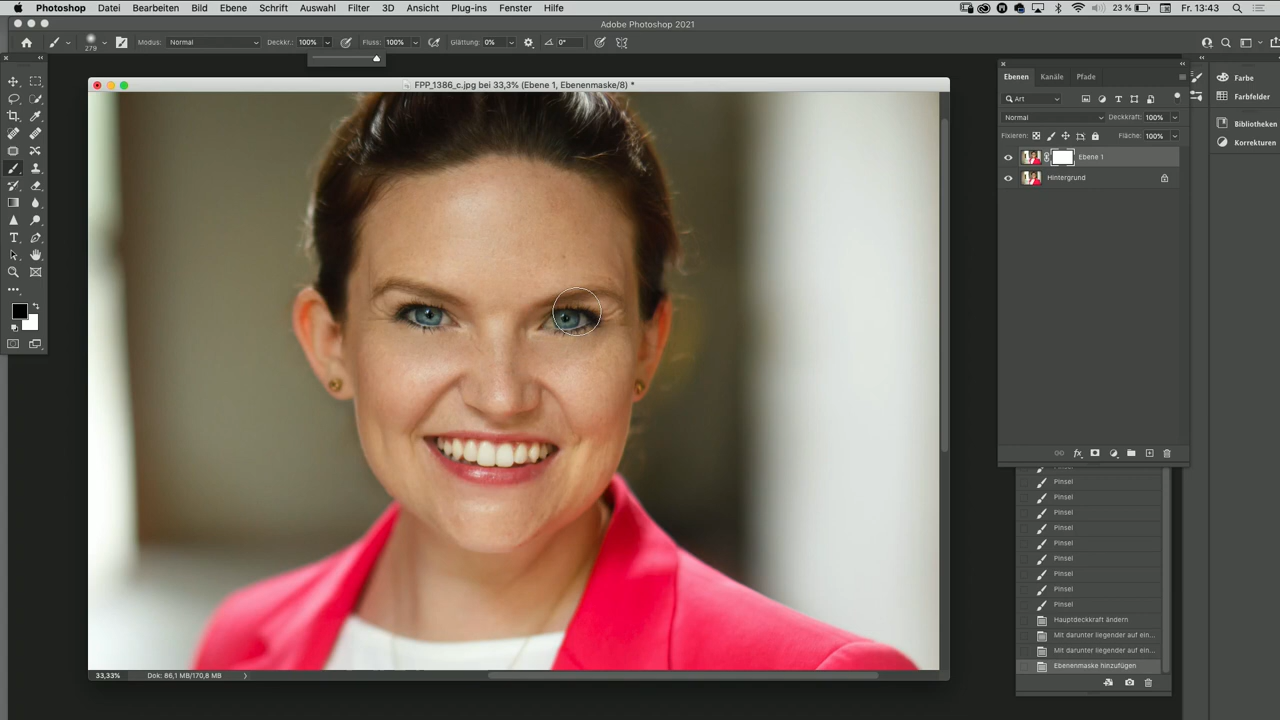 Photoshop Datei Bearbeiten Bild Ebene Schrift Auswahl Filter 3D Ansicht Plug-ins Fenster Hilfe 23 % Fr. 13:43
Adobe Photoshop 2021
279 Modus: Normal Deckkr.: 100% Fluss: 100% Glättung: 0% 0°
FPP_1386_c.jpg bei 33,3% (Ebene 1, Ebenenmaske/8) *
Ebenen Kanäle Pfade
Art
Normal Deckkraft: 100%
Fixieren: Fläche: 100%
Ebene 1
Hintergrund
Farbe
Farbfelder
Bibliotheken
Korrekturen
fx
Pinsel
Pinsel
Pinsel
Pinsel
Pinsel
Pinsel
Pinsel
Pinsel
Pinsel
Hauptdeckkraft ändern
Mit darunter liegender auf ein...
Mit darunter liegender auf ein...
Ebenenmaske hinzufügen
33,33% Dok: 86,1 MB/170,8 MB